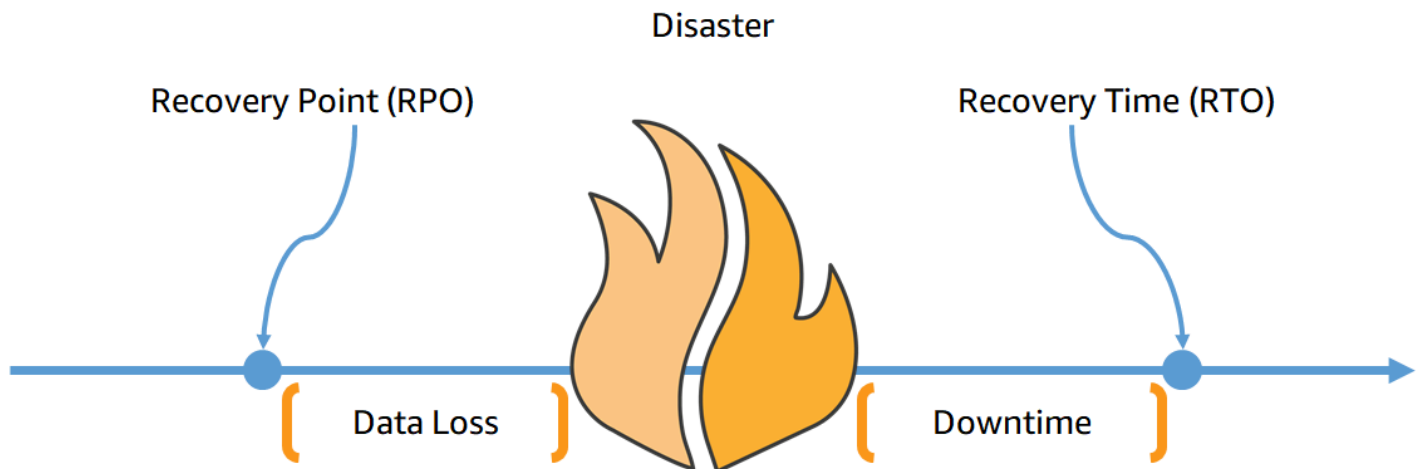 Disaster
Recovery Point (RPO)
Recovery Time (RTO)
Data Loss
Downtime